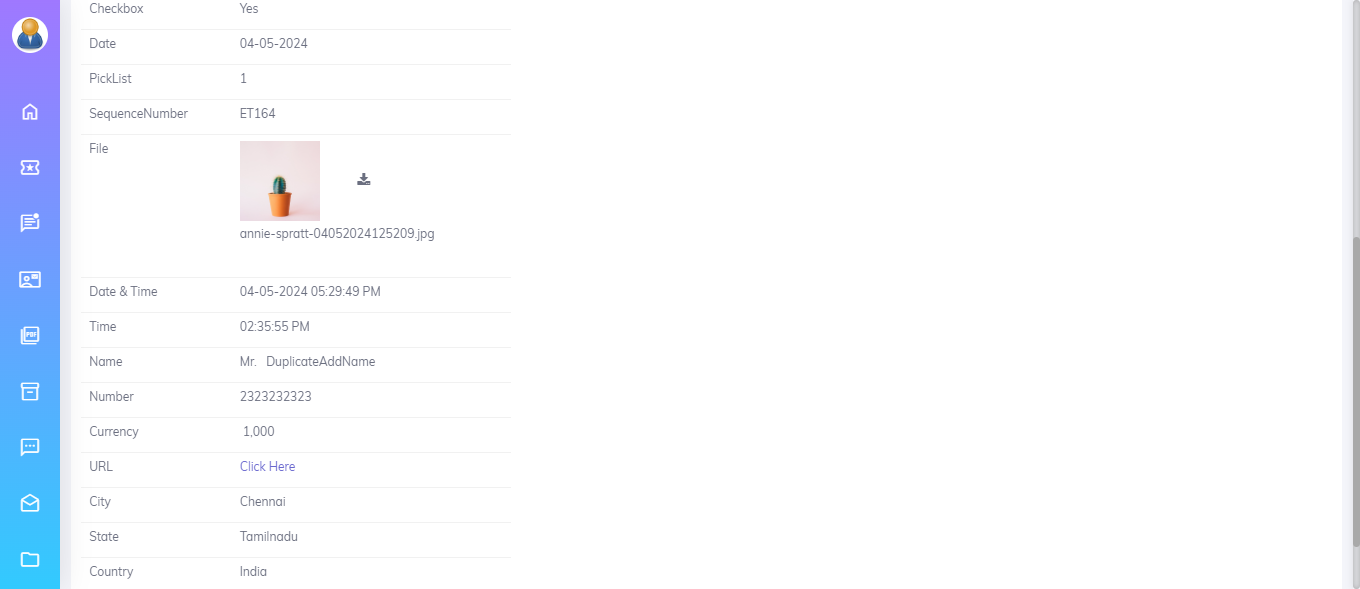 Checkbox Yes
Date 04-05-2024
PickList 1
SequenceNumber ET164
File
annie-spratt-04052024125209.jpg
Date & Time 04-05-2024 05:29:49 PM
Time 02:35:55 PM
Name Mr. DuplicateAddName
Number 2323232323
Currency 1,000
URL Click Here
City Chennai
State Tamilnadu
Country India
PDF